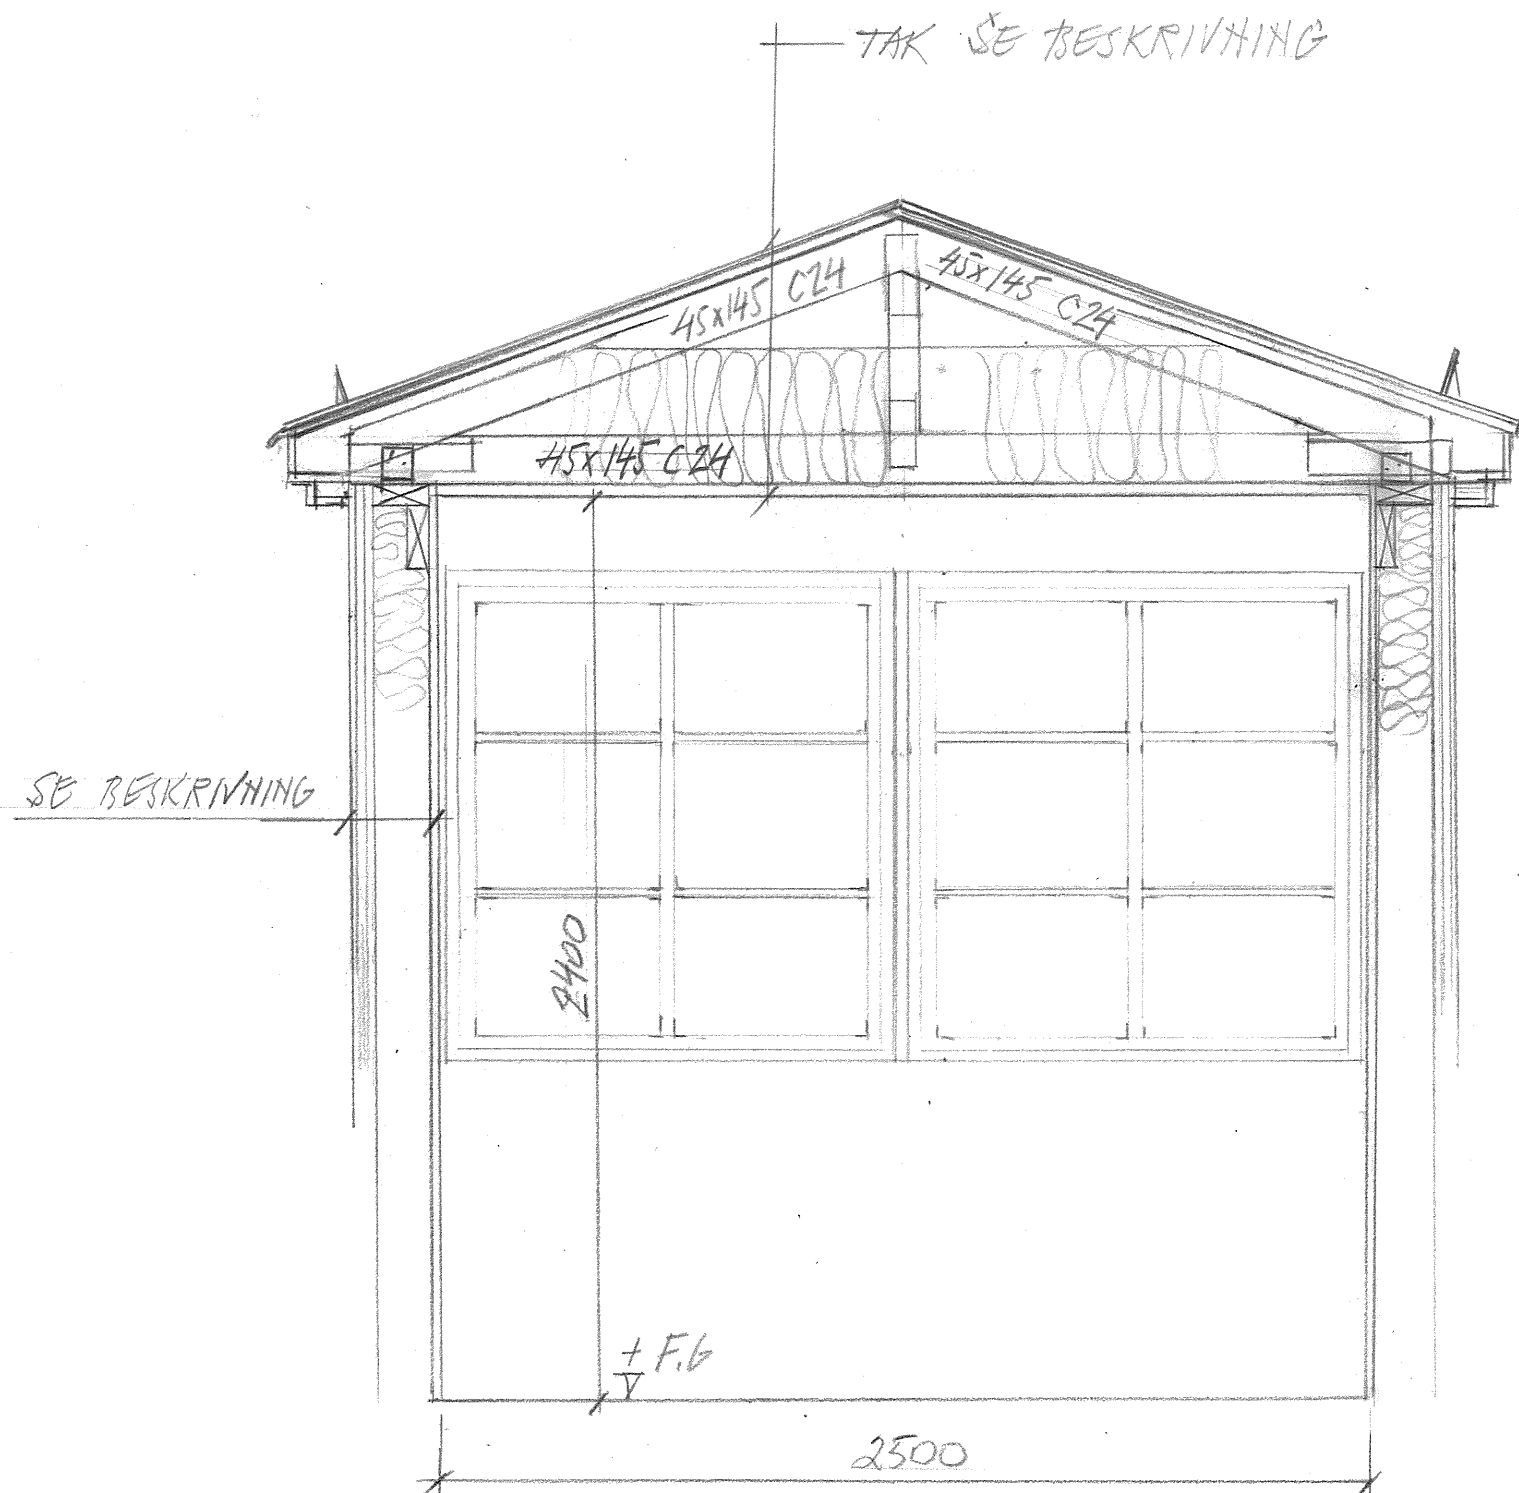 TAK SE BESKRIVNING
45x145 C24
45x145 C24
45x145 C24
SE BESKRIVNING
2400
+ F.G
2500